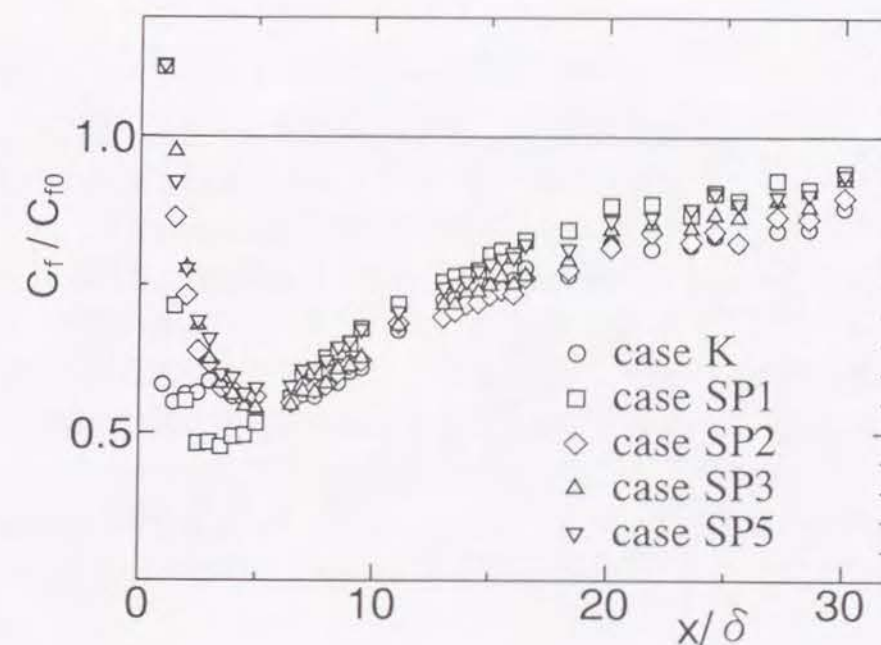 1.0
0.5
C_f / C_f0
case K
case SP1
case SP2
case SP3
case SP5
0 10 20 30
x/δ